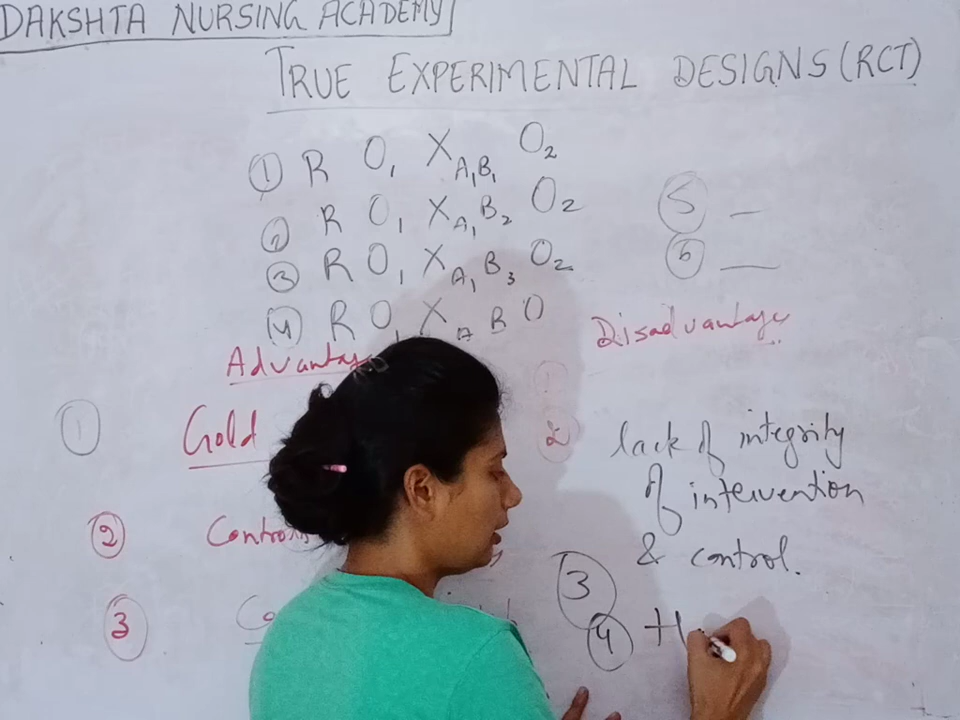 DAKSHTA NURSING ACADEMY
TRUE EXPERIMENTAL DESIGNS (RCT)
① R O₁ X A₁B₁ O₂
② R O₁ X A₁B₂ O₂
③ R O₁ X A₁B₃ O₂
④ R O₁ X A B O
⑤ —
⑥ —
Advantage
① Gold
②
③
Disadvantage
①
② lack of integrity
of intervention
& control.
③
④ H